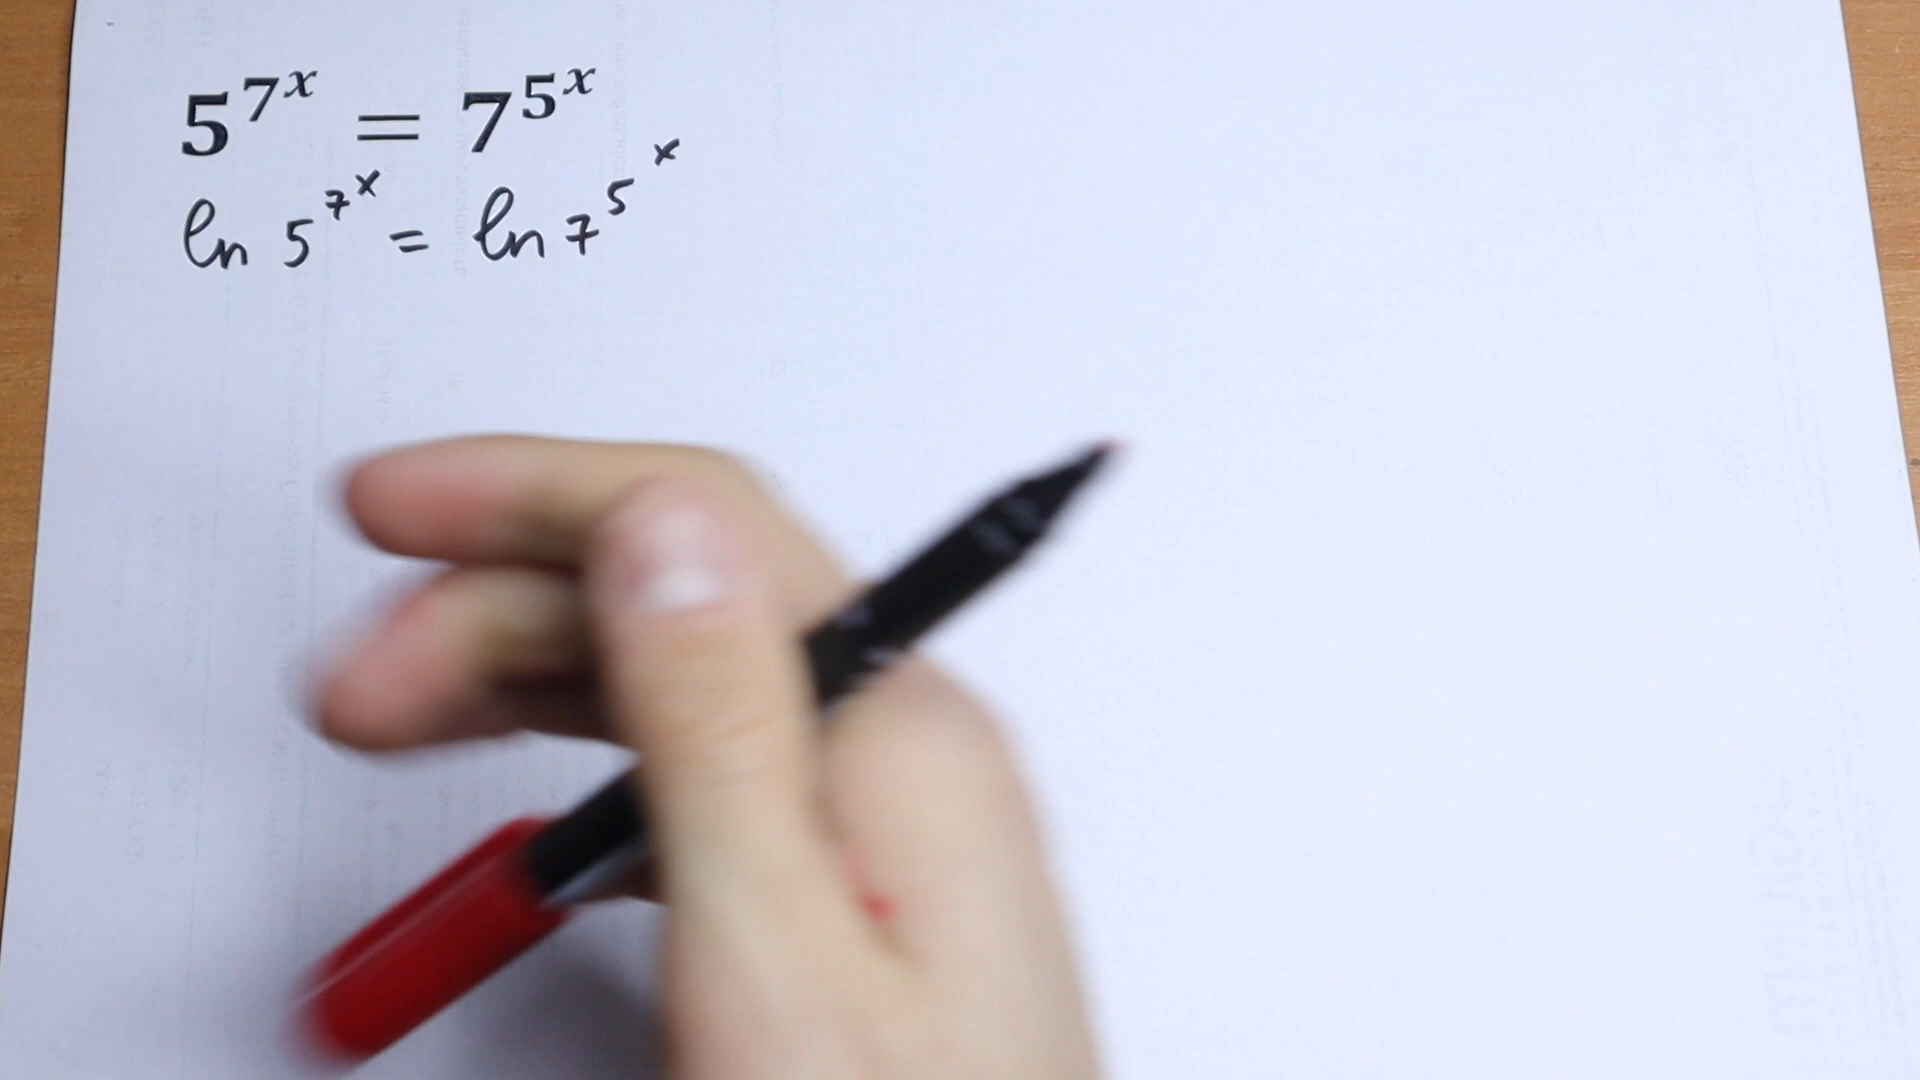 5^{7^x} = 7^{5^x}
ln 5^{7^x} = ln 7^{5^x}